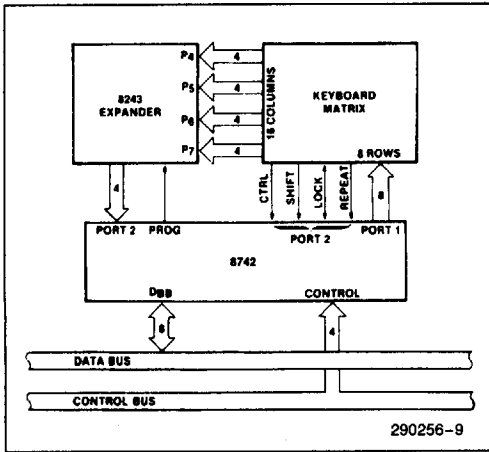 8243
EXPANDER
P4
P5
P6
P7
4
4
4
4
16 COLUMNS
KEYBOARD
MATRIX
8 ROWS
4
CTRL
SHIFT
LOCK
REPEAT
8
PORT 2
PROG
PORT 2
PORT 1
8742
DBB
CONTROL
8
4
DATA BUS
CONTROL BUS
290256-9